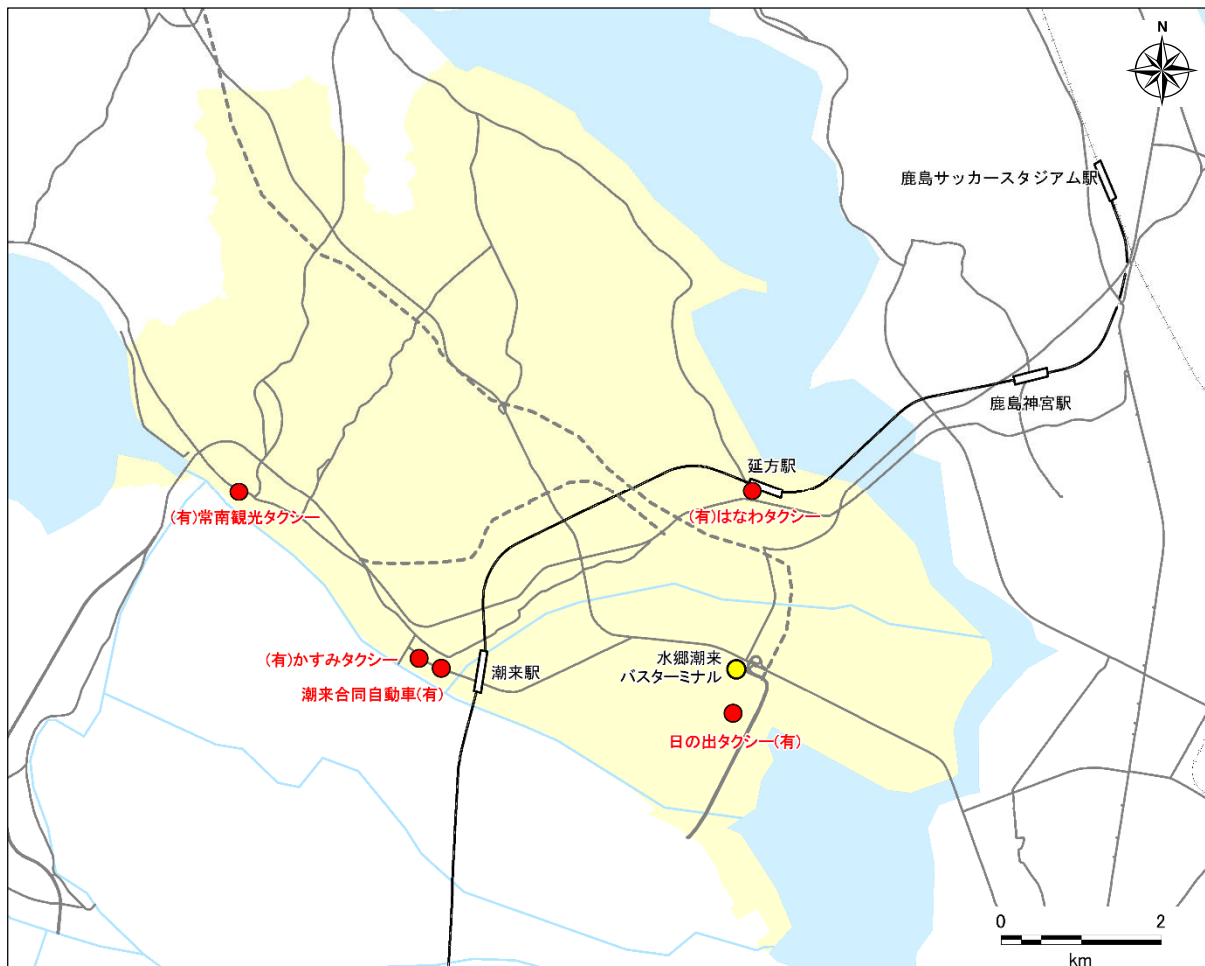 N
鹿島サッカースタジアム駅
鹿島神宮駅
延方駅
(有)はなわタクシー
(有)常南観光タクシー
(有)かすみタクシー
潮来合同自動車(有)
潮来駅
水郷潮来
バスターミナル
日の出タクシー(有)
0 2
km